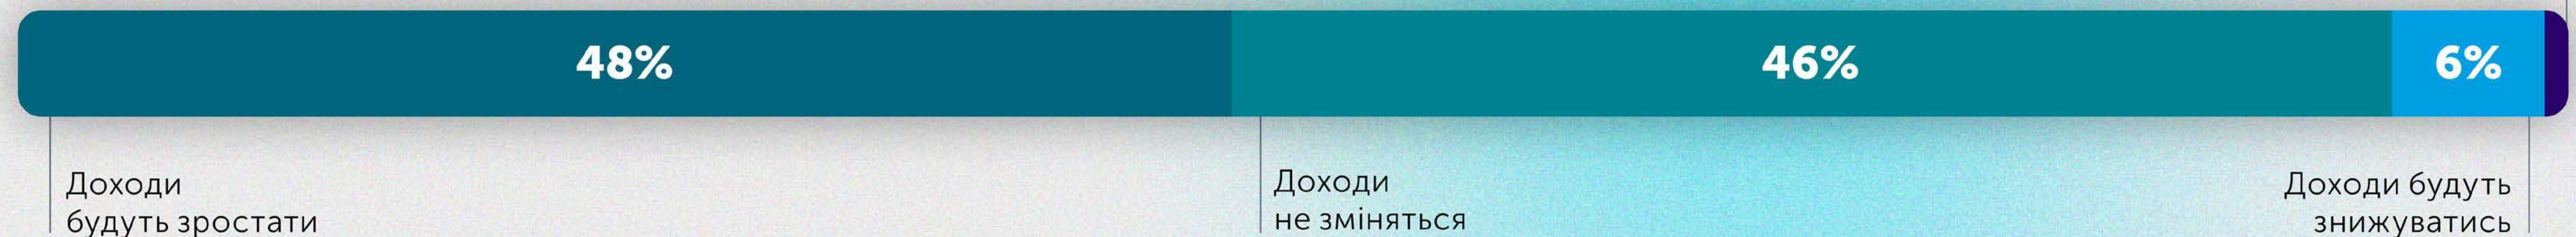 48%
46%
6%
Доходи
будуть зростати
Доходи
не зміняться
Доходи будуть
знижуватись